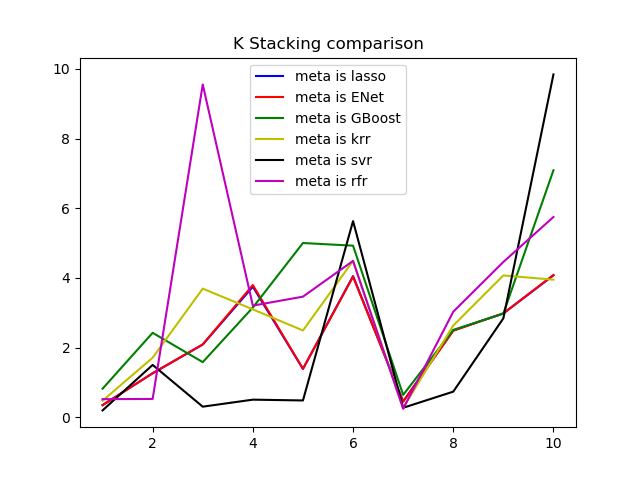 K Stacking comparison
10
8
6
4
2
0
meta is lasso
meta is ENet
meta is GBoost
meta is krr
meta is svr
meta is rfr
2
4
6
8
10